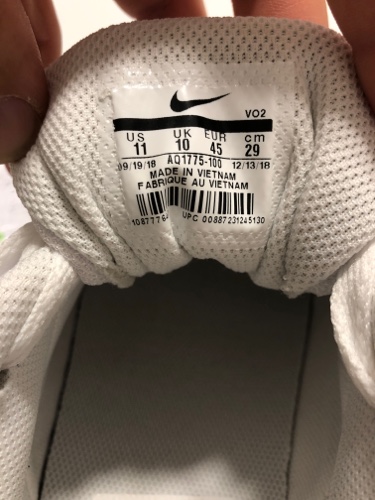 VO2
US UK EUR cm
11 10 45 29
09/19/18 AQ1775-100 12/13/18
MADE IN VIETNAM
FABRIQUE AU VIETNAM
UPC 00887231245130